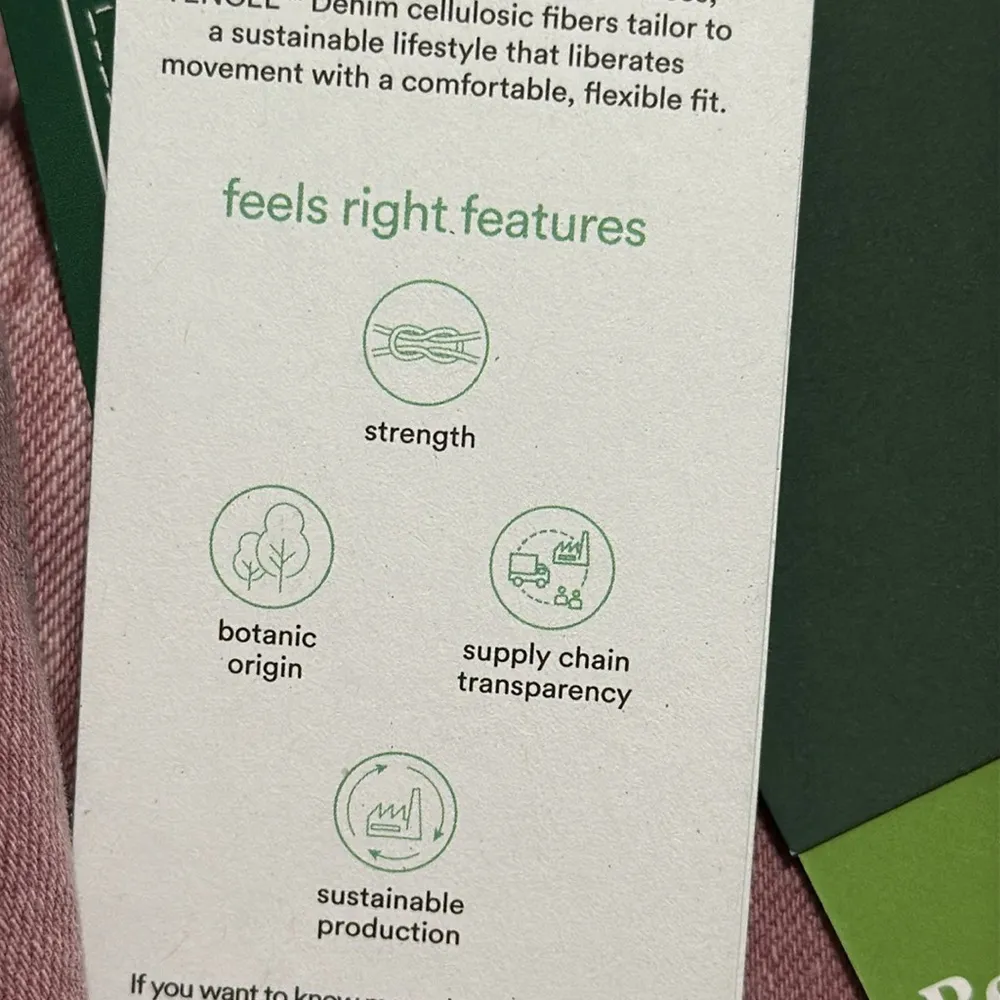 Denim cellulosic fibers tailor to
a sustainable lifestyle that liberates
movement with a comfortable, flexible fit.
feels right features
strength
botanic
origin
supply chain
transparency
sustainable
production
If you want to know